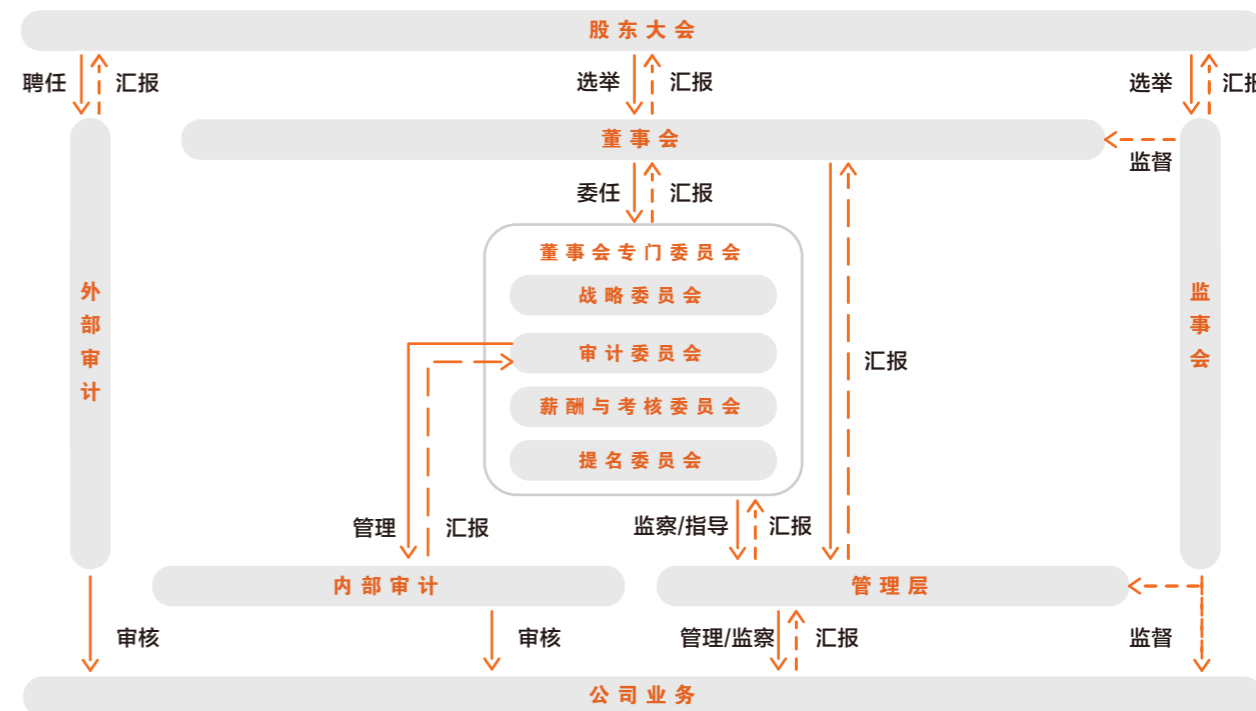 股东大会
聘任
汇报
选举
汇报
选举
汇报
董事会
监督
委任
汇报
董事会专门委员会
战略委员会
审计委员会
薪酬与考核委员会
提名委员会
外部审计
监事会
汇报
管理
汇报
监察/指导
汇报
内部审计
管理层
审核
审核
管理/监察
汇报
监督
公司业务